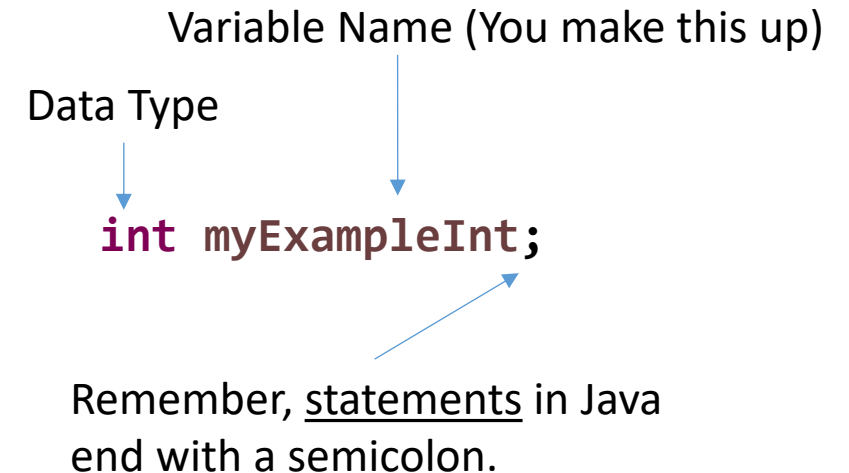 Variable Name (You make this up)
Data Type
int myExampleInt;
Remember, statements in Java
end with a semicolon.